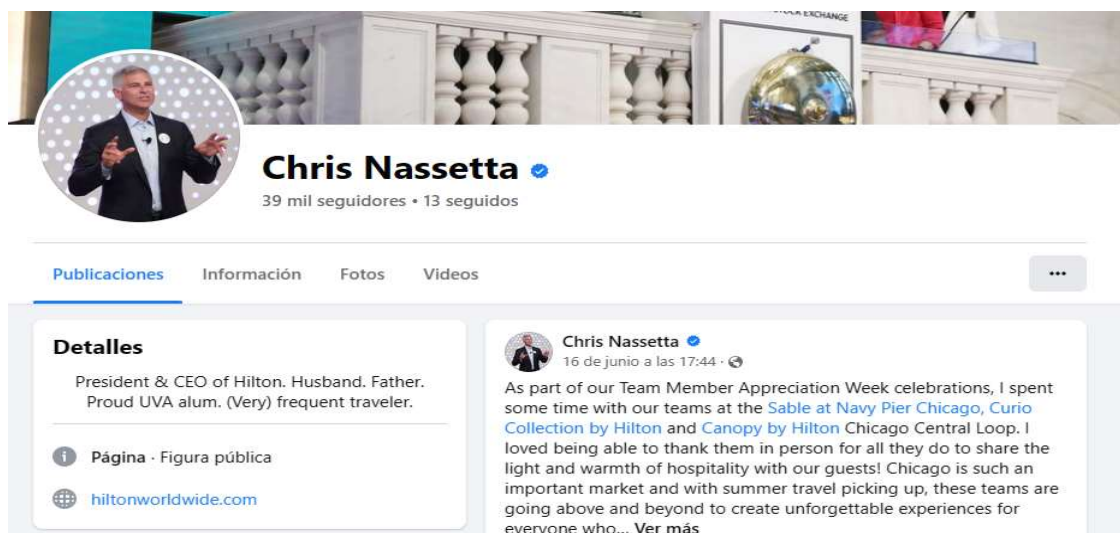 STOCK EXCHANGE
Chris Nassetta
39 mil seguidores • 13 seguidos
Publicaciones
Información
Fotos
Videos
Detalles
President & CEO of Hilton. Husband. Father.
Proud UVA alum. (Very) frequent traveler.
Página · Figura pública
hiltonworldwide.com
Chris Nassetta
16 de junio a las 17:44 ·
As part of our Team Member Appreciation Week celebrations, I spent
some time with our teams at the Sable at Navy Pier Chicago, Curio
Collection by Hilton and Canopy by Hilton Chicago Central Loop. I
loved being able to thank them in person for all they do to share the
light and warmth of hospitality with our guests! Chicago is such an
important market and with summer travel picking up, these teams are
going above and beyond to create unforgettable experiences for
everyone who... Ver más